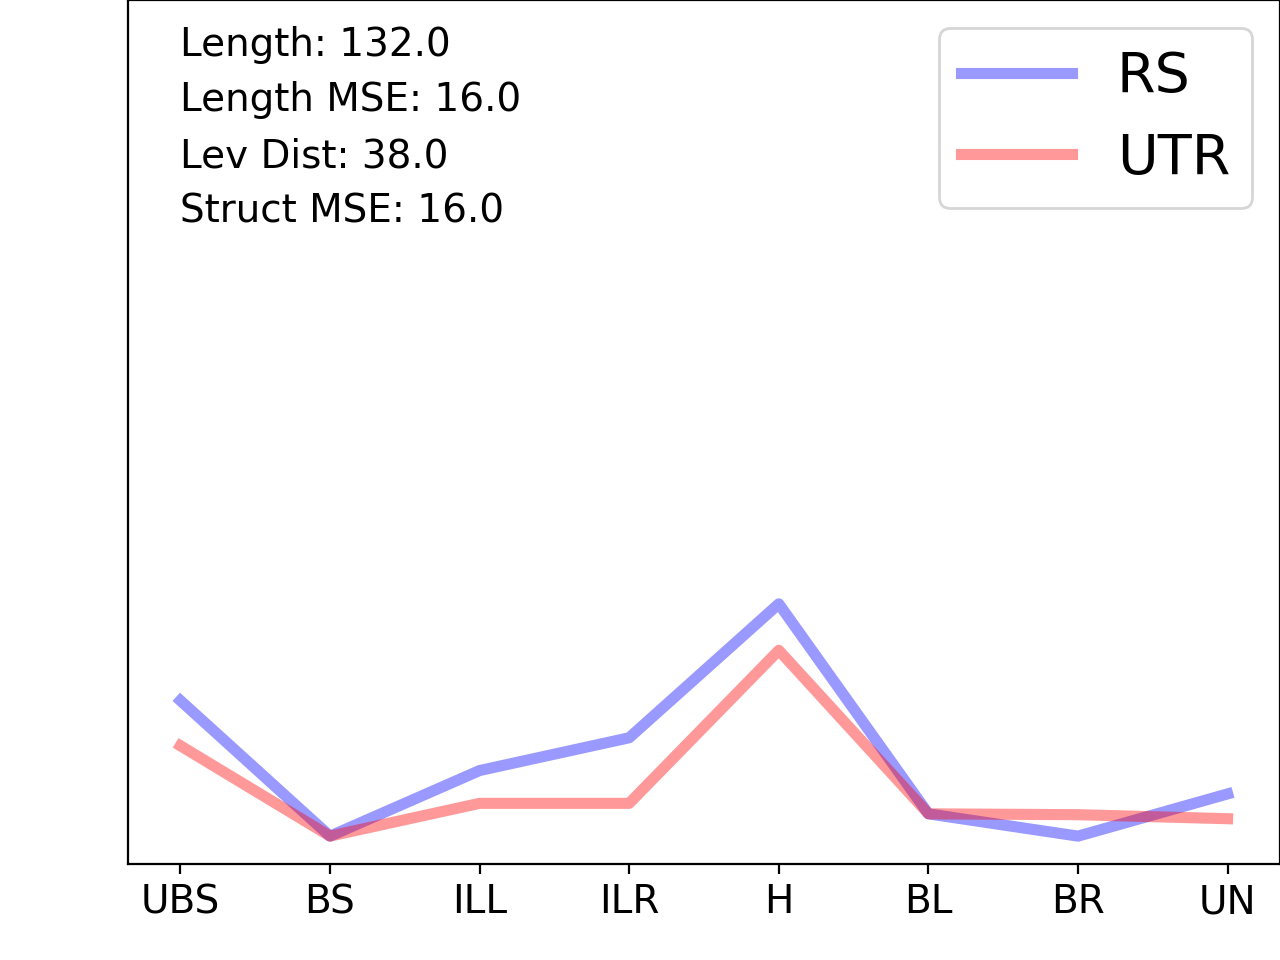 Length: 132.0
Length MSE: 16.0
Lev Dist: 38.0
Struct MSE: 16.0
RS
UTR
UBS BS ILL ILR H BL BR UN